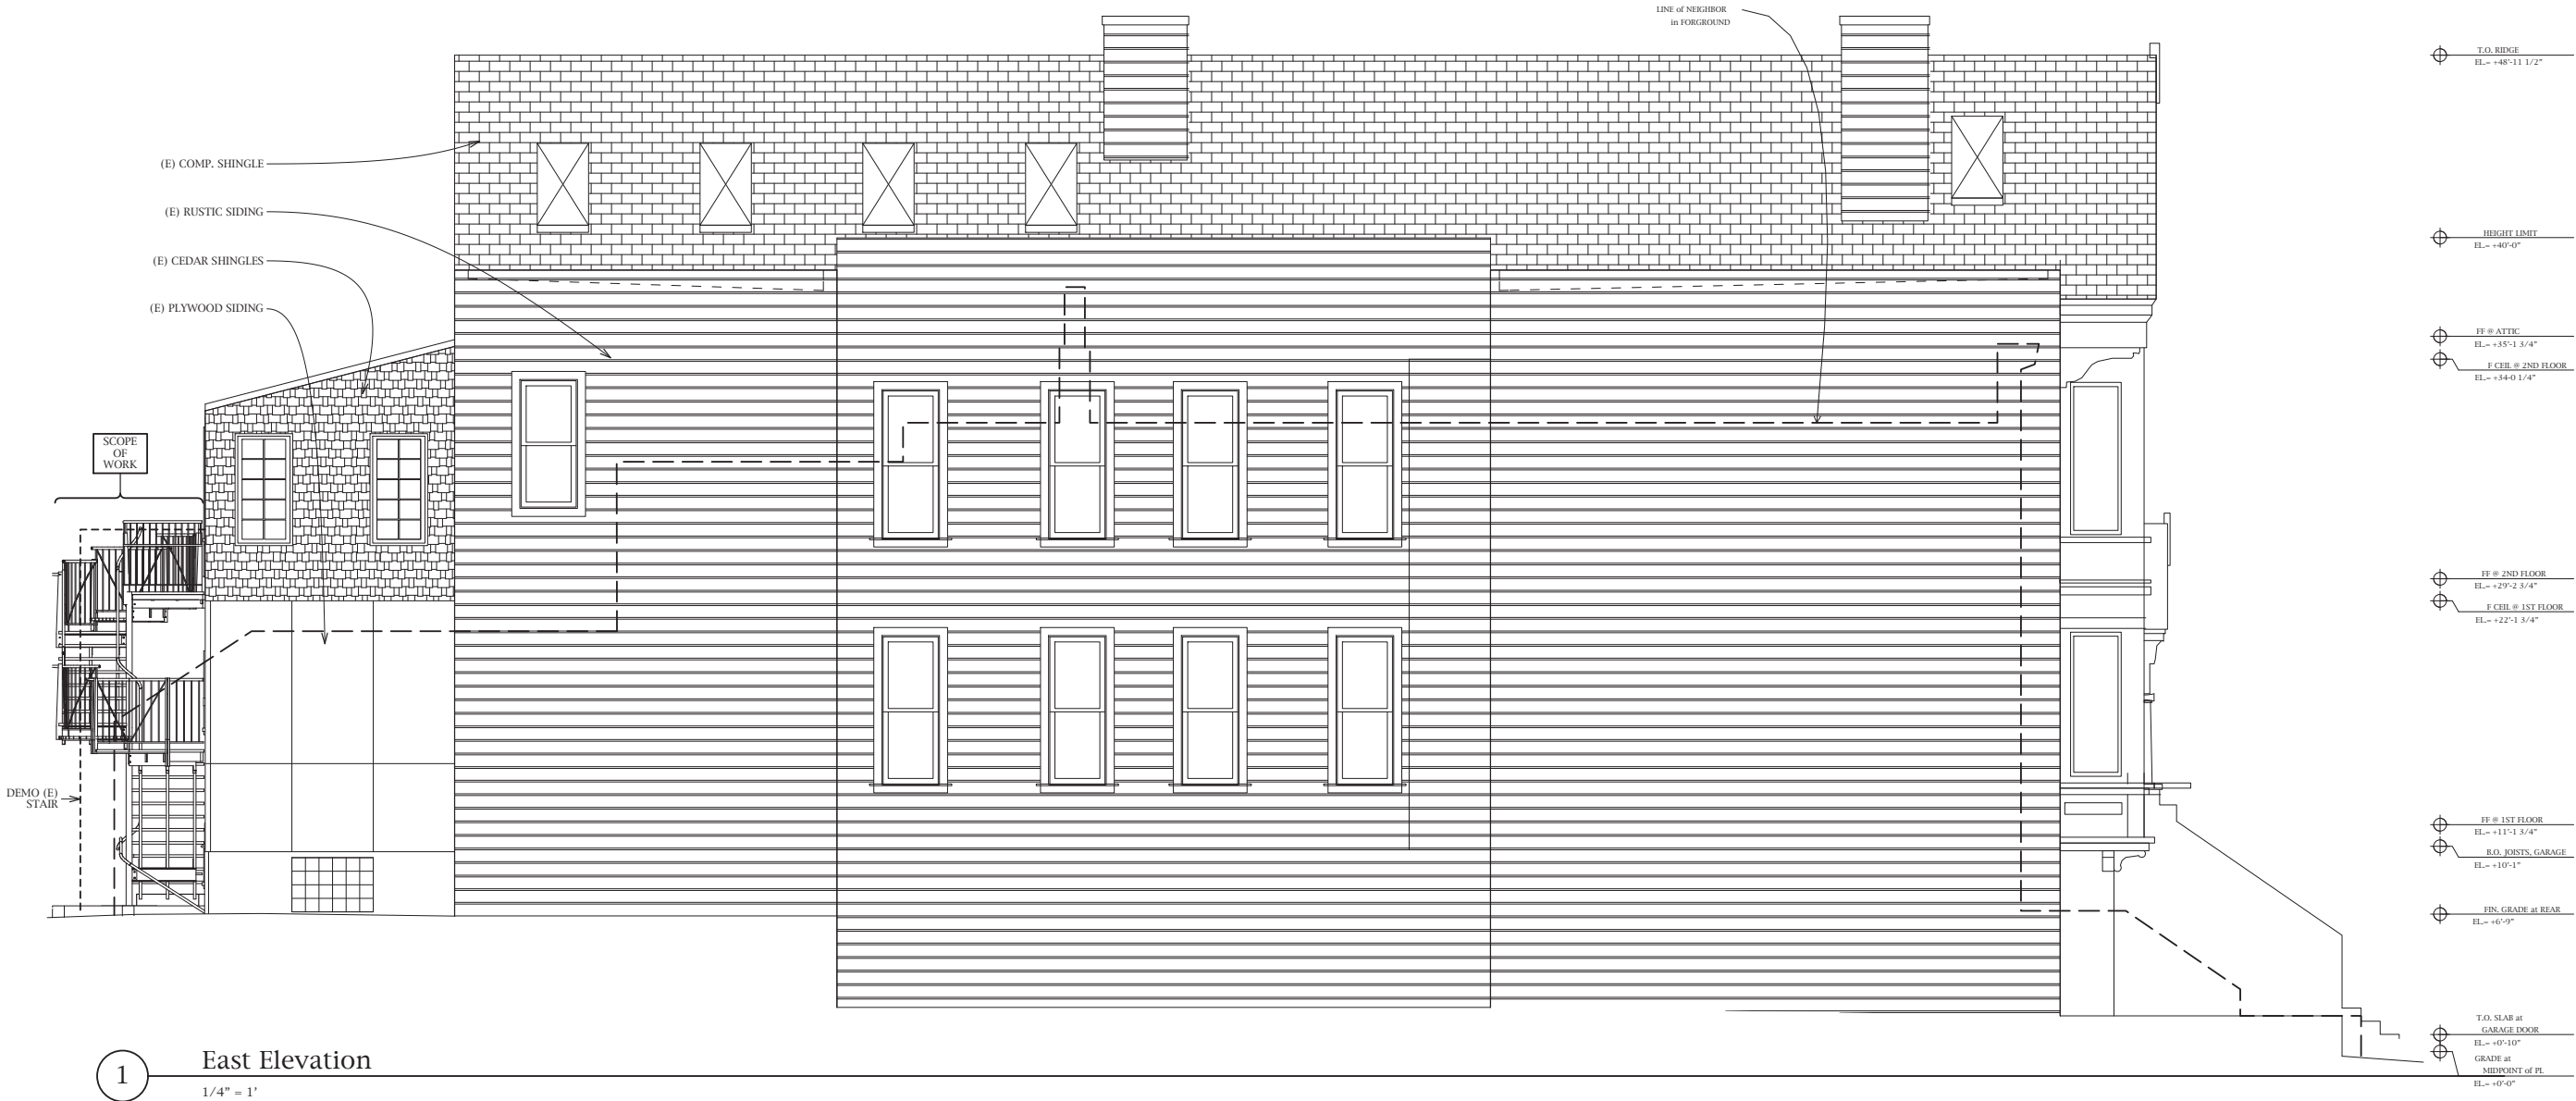 LINE of NEIGHBOR
in FORGROUND
T.O. RIDGE
EL.= +48'-11 1/2"
(E) COMP. SHINGLE
(E) RUSTIC SIDING
(E) CEDAR SHINGLES
(E) PLYWOOD SIDING
HEIGHT LIMIT
EL.= +40'-0"
FF @ ATTIC
EL.= +35'-1 3/4"
F CEIL @ 2ND FLOOR
EL.= +34-0 1/4"
SCOPE
OF
WORK
FF @ 2ND FLOOR
EL.= +29'-2 3/4"
F CEIL @ 1ST FLOOR
EL.= +22'-1 3/4"
DEMO (E)
STAIR
FF @ 1ST FLOOR
EL.= +11'-1 3/4"
B.O. JOISTS, GARAGE
EL.= +10'-1"
FIN. GRADE at REAR
EL.= +6'-9"
T.O. SLAB at
GARAGE DOOR
EL.= +0'-10"
GRADE at
MIDPOINT of PL
EL.= +0'-0"
1
East Elevation
1/4" = 1'